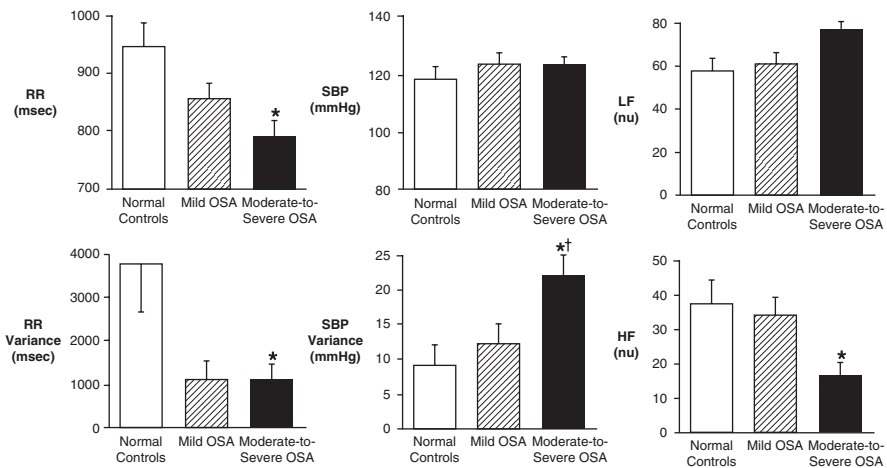 1000
900
800
700
RR
(msec)
*
Normal
Controls
Mild OSA
Moderate-to-
Severe OSA
140
120
100
120
80
SBP
(mmHg)
Normal
Controls
Mild OSA
Moderate-to-
Severe OSA
80
60
40
20
0
LF
(nu)
Normal
Controls
Mild OSA
Moderate-to-
Severe OSA
4000
3000
2000
1000
0
RR
Variance
(msec)
*
Normal
Controls
Mild OSA
Moderate-to-
Severe OSA
25
20
15
10
5
0
SBP
Variance
(mmHg)
*†
Normal
Controls
Mild OSA
Moderate-to-
Severe OSA
50
40
30
20
10
0
HF
(nu)
*
Normal
Controls
Mild OSA
Moderate-to-
Severe OSA